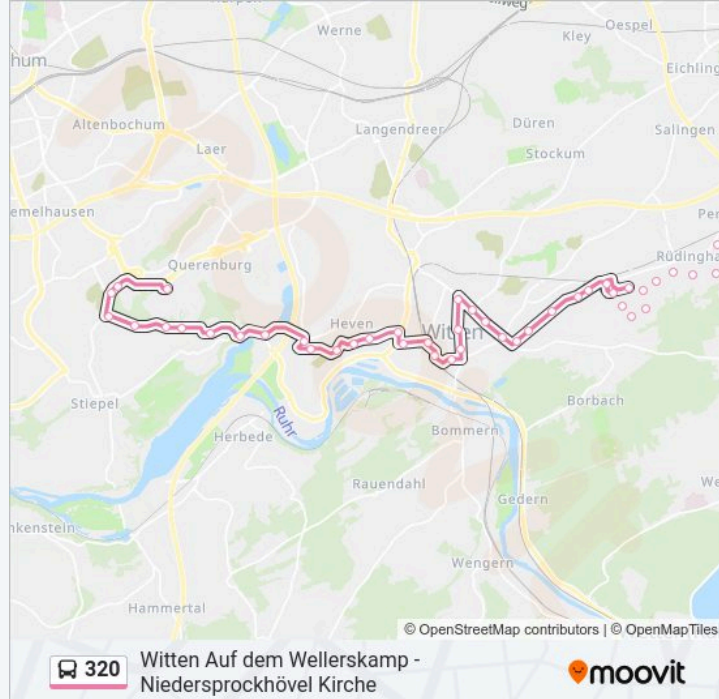 Werne
Oespel
Kley
Eichling
hum
Altenbochum
Langendreer
Düren
Salingen
Laer
Stockum
emelhausen
Per
Querenburg
Rüdingha
Heven
Witten
Stiepel
Ruhr
Borbach
Herbede
Bommern
Rauendahl
Gedern
We
nkenstein
Wengern
Hammertal
© OpenStreetMap contributors | © OpenMapTiles
320
Witten Auf dem Wellerskamp -
Niedersprockhövel Kirche
moovit